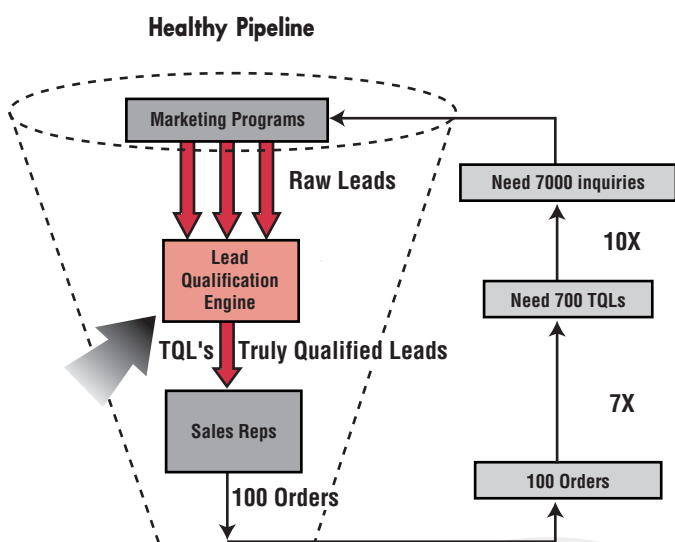 Healthy Pipeline
Marketing Programs
Raw Leads
Lead
Qualification
Engine
TQL's Truly Qualified Leads
Sales Reps
100 Orders
Need 7000 inquiries
10X
Need 700 TQLs
7X
100 Orders